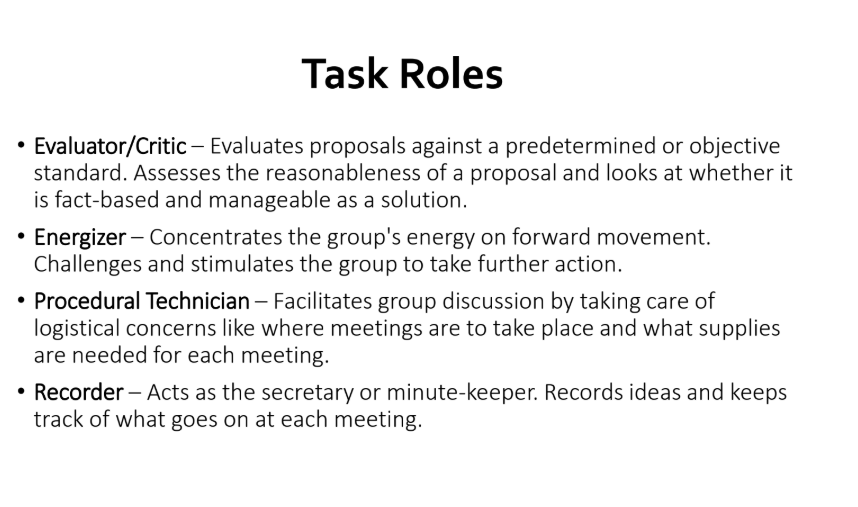 Task Roles
• Evaluator/Critic – Evaluates proposals against a predetermined or objective
standard. Assesses the reasonableness of a proposal and looks at whether it
is fact-based and manageable as a solution.
• Energizer – Concentrates the group's energy on forward movement.
Challenges and stimulates the group to take further action.
• Procedural Technician – Facilitates group discussion by taking care of
logistical concerns like where meetings are to take place and what supplies
are needed for each meeting.
• Recorder – Acts as the secretary or minute-keeper. Records ideas and keeps
track of what goes on at each meeting.